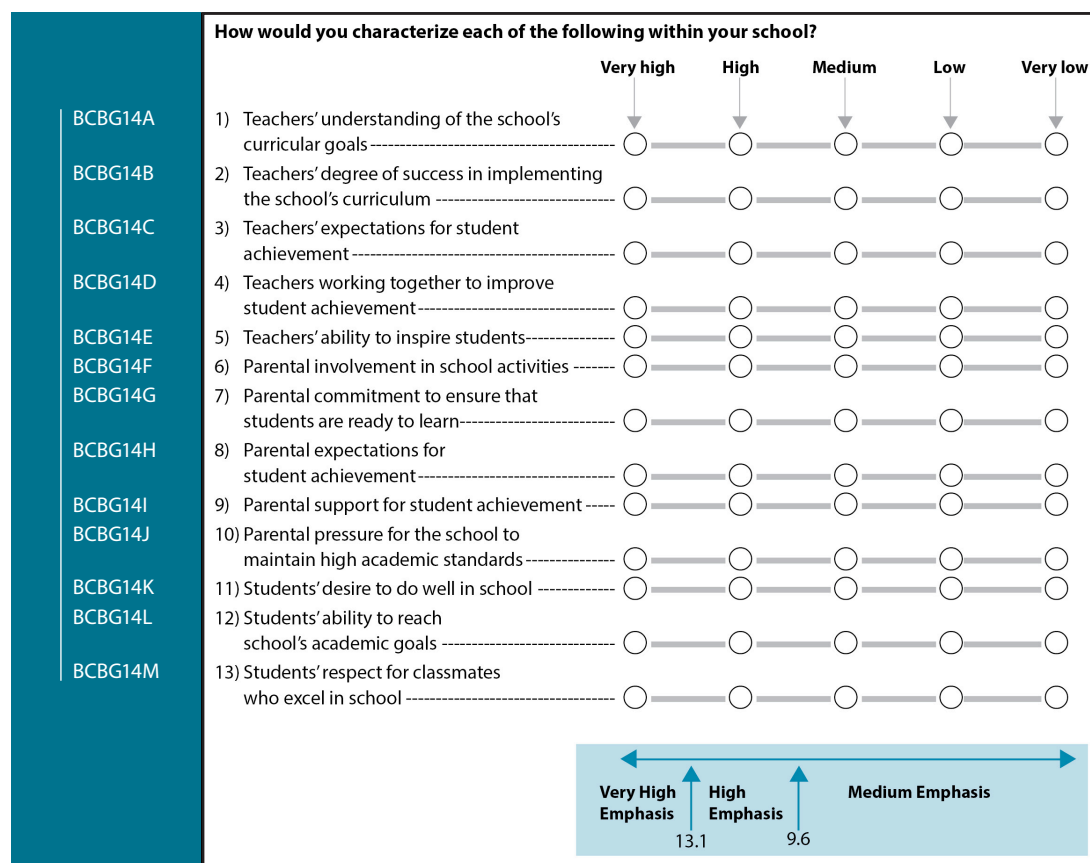 How would you characterize each of the following within your school?
Very high High Medium Low Very low
BCBG14A 1) Teachers’ understanding of the school’s
curricular goals
BCBG14B 2) Teachers’ degree of success in implementing
the school’s curriculum
BCBG14C 3) Teachers’ expectations for student
achievement
BCBG14D 4) Teachers working together to improve
student achievement
BCBG14E 5) Teachers’ ability to inspire students
BCBG14F 6) Parental involvement in school activities
BCBG14G 7) Parental commitment to ensure that
students are ready to learn
BCBG14H 8) Parental expectations for
student achievement
BCBG14I 9) Parental support for student achievement
BCBG14J 10) Parental pressure for the school to
maintain high academic standards
BCBG14K 11) Students’ desire to do well in school
BCBG14L 12) Students’ ability to reach
school’s academic goals
BCBG14M 13) Students’ respect for classmates
who excel in school
Very High High Medium Emphasis
Emphasis Emphasis
13.1 9.6